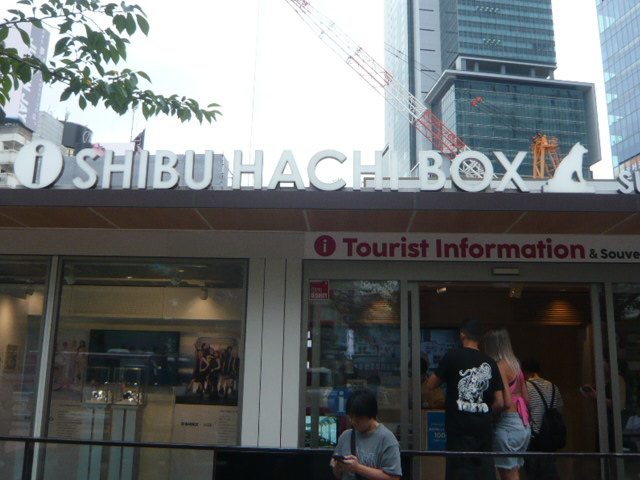 i SHIBU HACHI BOX
i Tourist Information & Souve